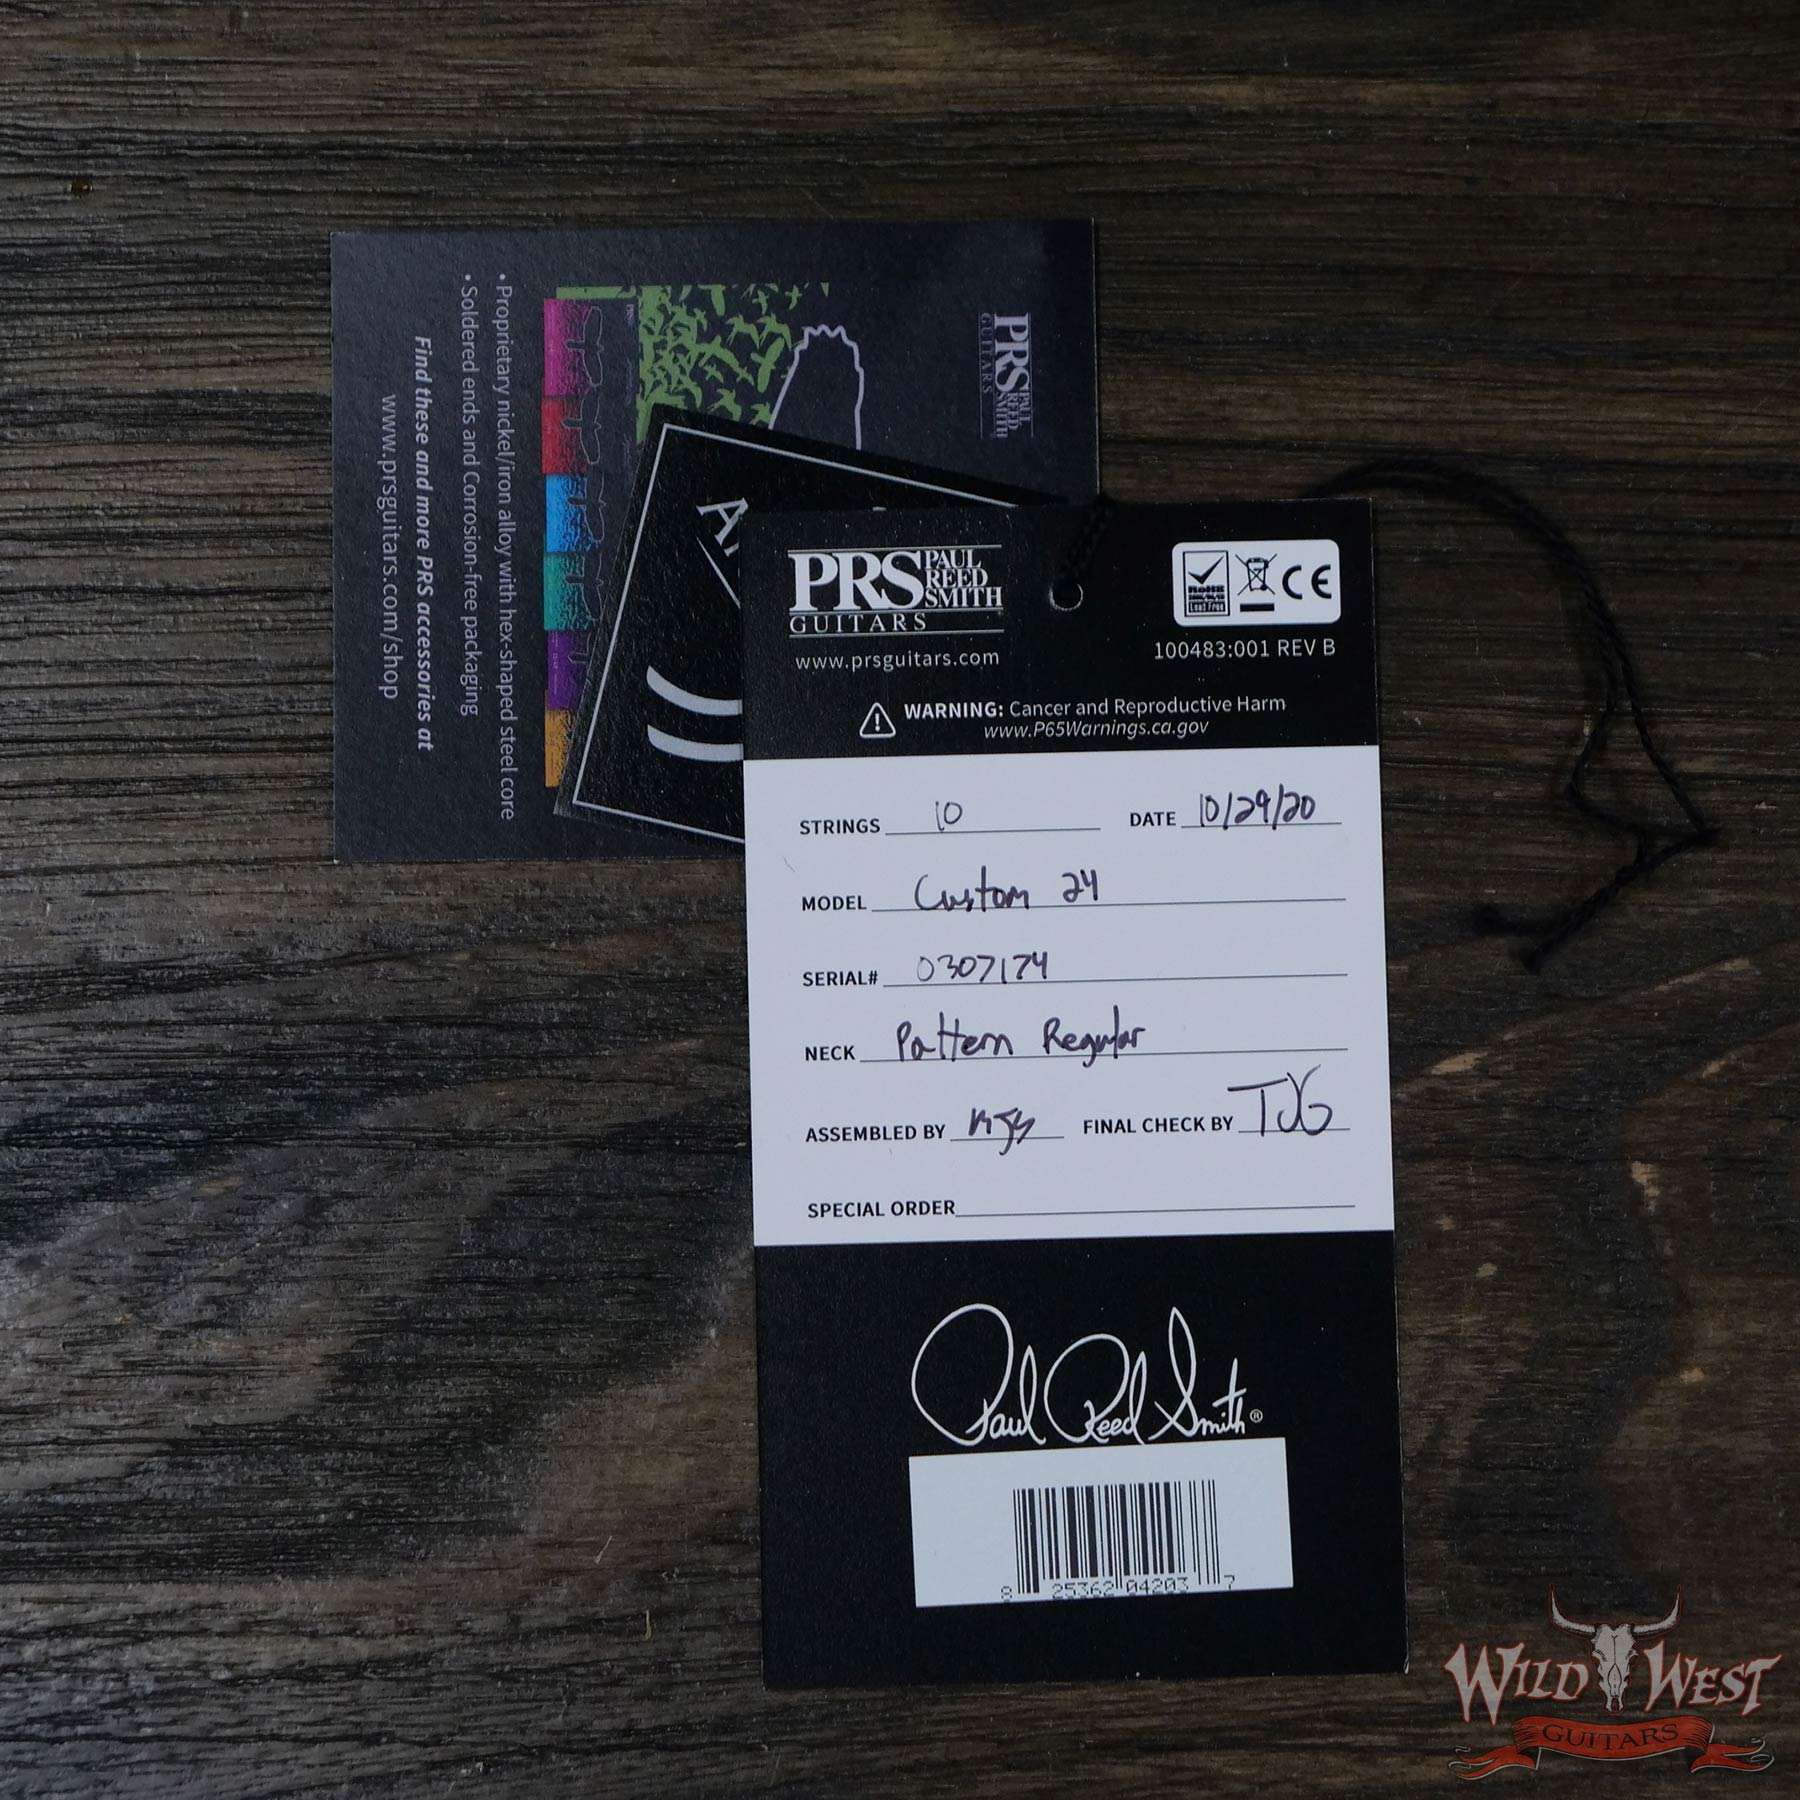 PRS PAUL REED SMITH
GUITARS
• Proprietary nickel/iron alloy with hex-shaped steel core
• Soldered ends and Corrosion-free packaging
Find these and more PRS accessories at
www.prsguitars.com/shop
PRS PAUL REED SMITH
GUITARS
www.prsguitars.com
RoHS
Lead Free
CE
100483:001 REV B
WARNING: Cancer and Reproductive Harm
www.P65Warnings.ca.gov
STRINGS 10 DATE 10/29/20
MODEL Custom 24
SERIAL# 0307174
NECK Pattern Regular
ASSEMBLED BY FINAL CHECK BY TJG
SPECIAL ORDER
Paul Reed Smith®
8 25362 04203 7
WILD WEST
GUITARS